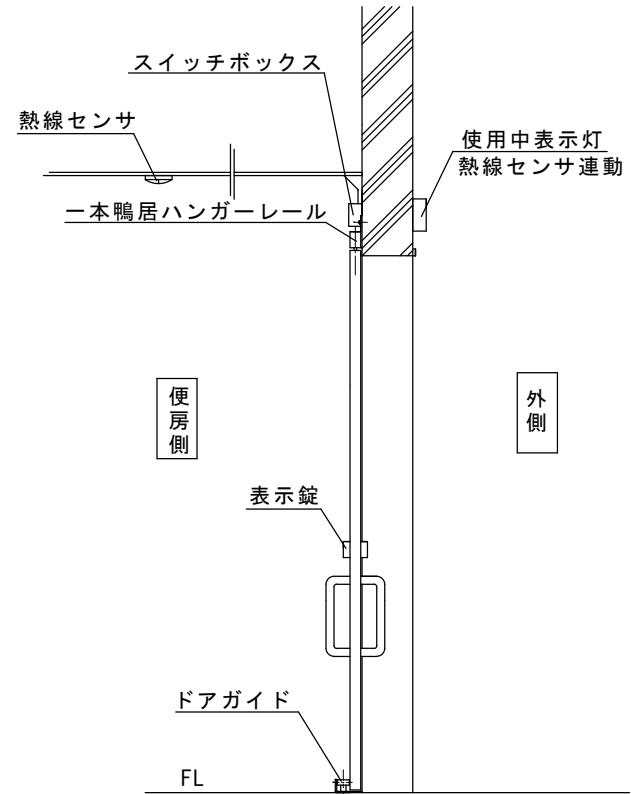 スイッチボックス
熱線センサ
使用中表示灯
熱線センサ連動
一本鴨居ハンガーレール
便房側
外側
表示錠
ドアガイド
FL